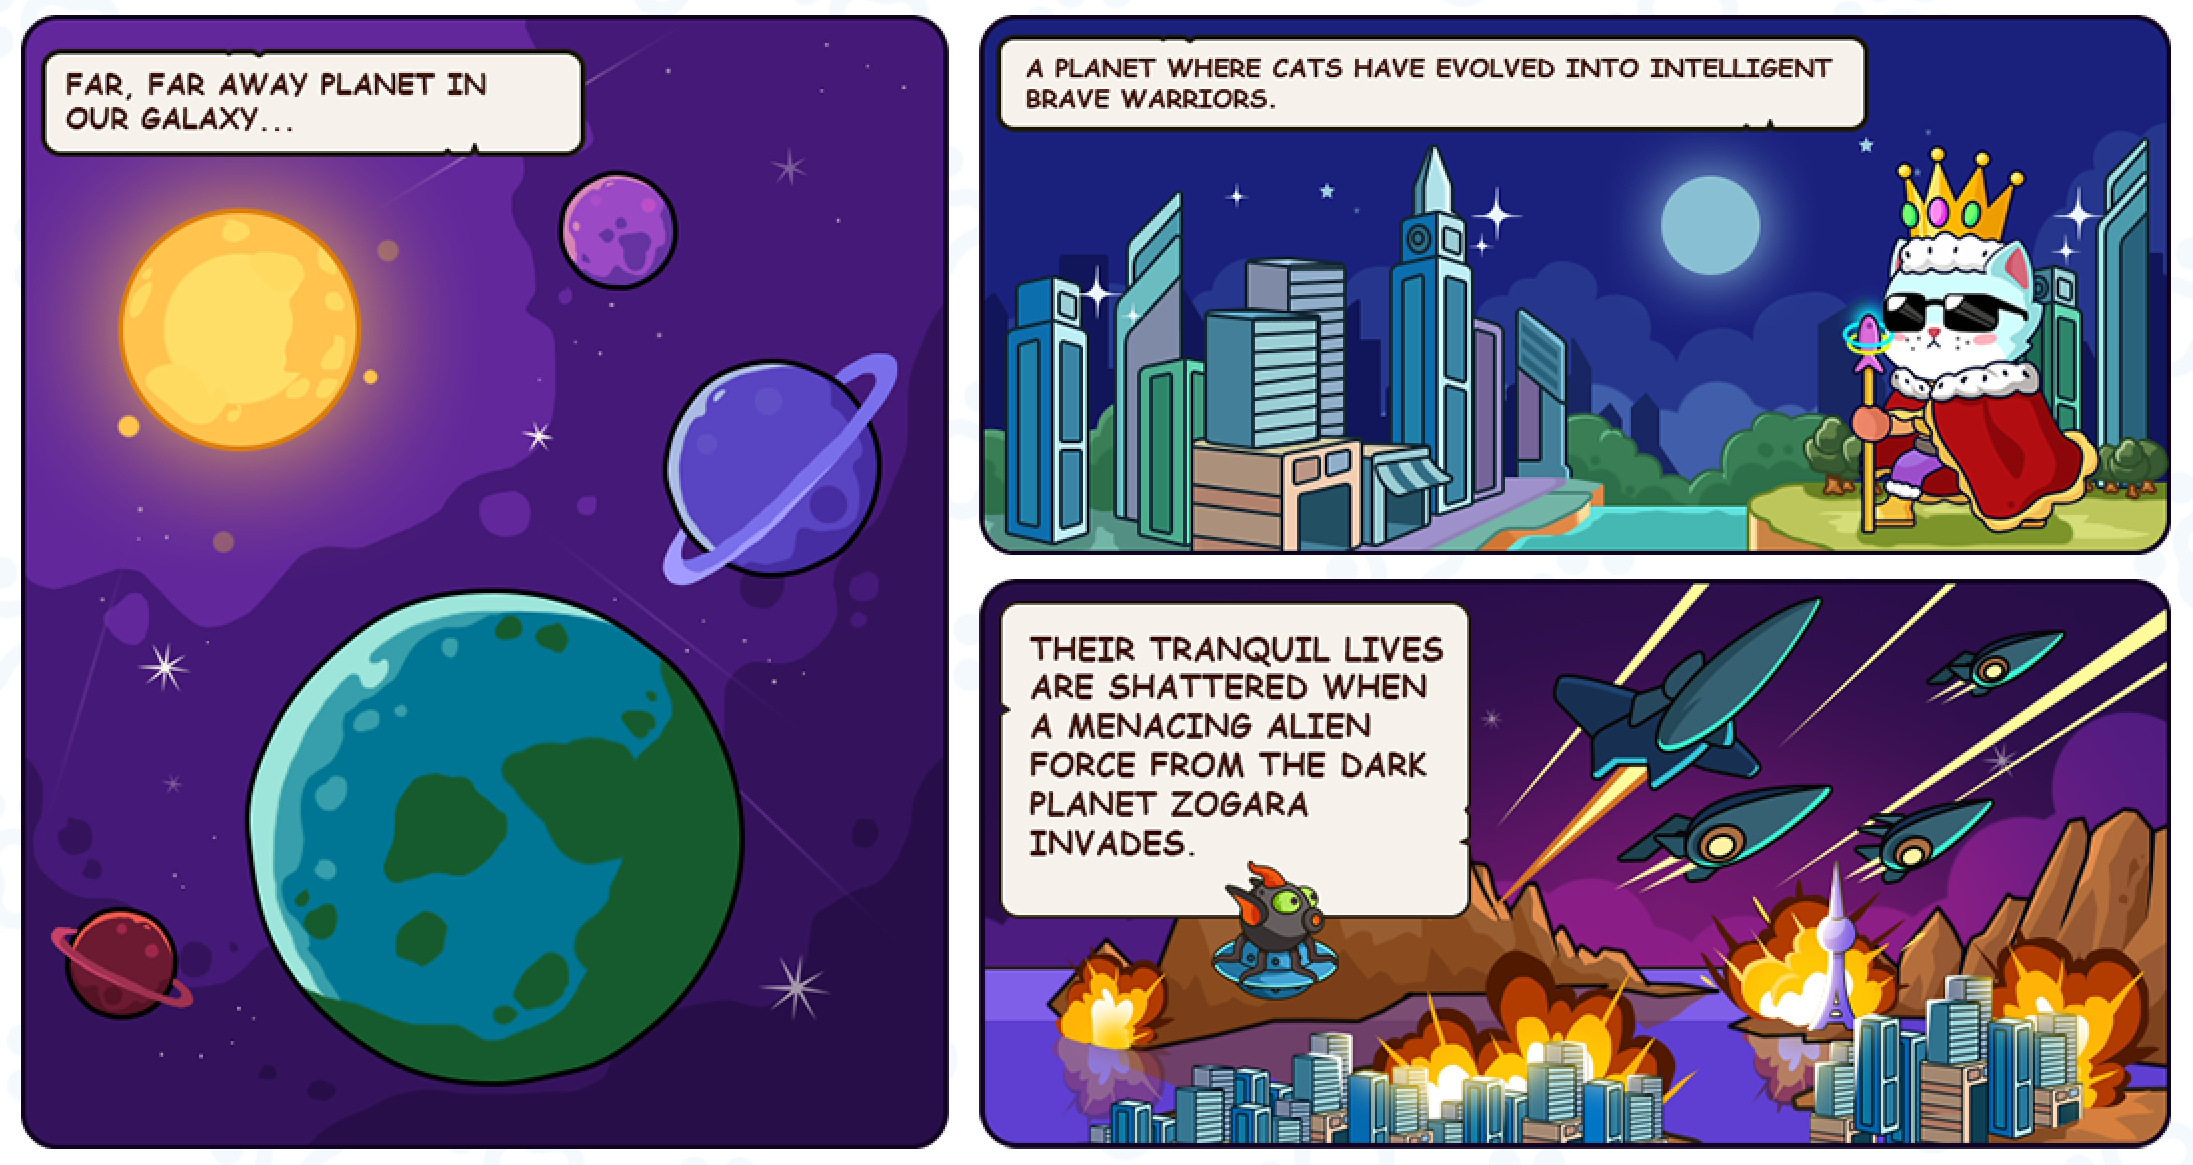 FAR, FAR AWAY PLANET IN
OUR GALAXY...
A PLANET WHERE CATS HAVE EVOLVED INTO INTELLIGENT
BRAVE WARRIORS.
THEIR TRANQUIL LIVES
ARE SHATTERED WHEN
A MENACING ALIEN
FORCE FROM THE DARK
PLANET ZOGARA
INVADES.